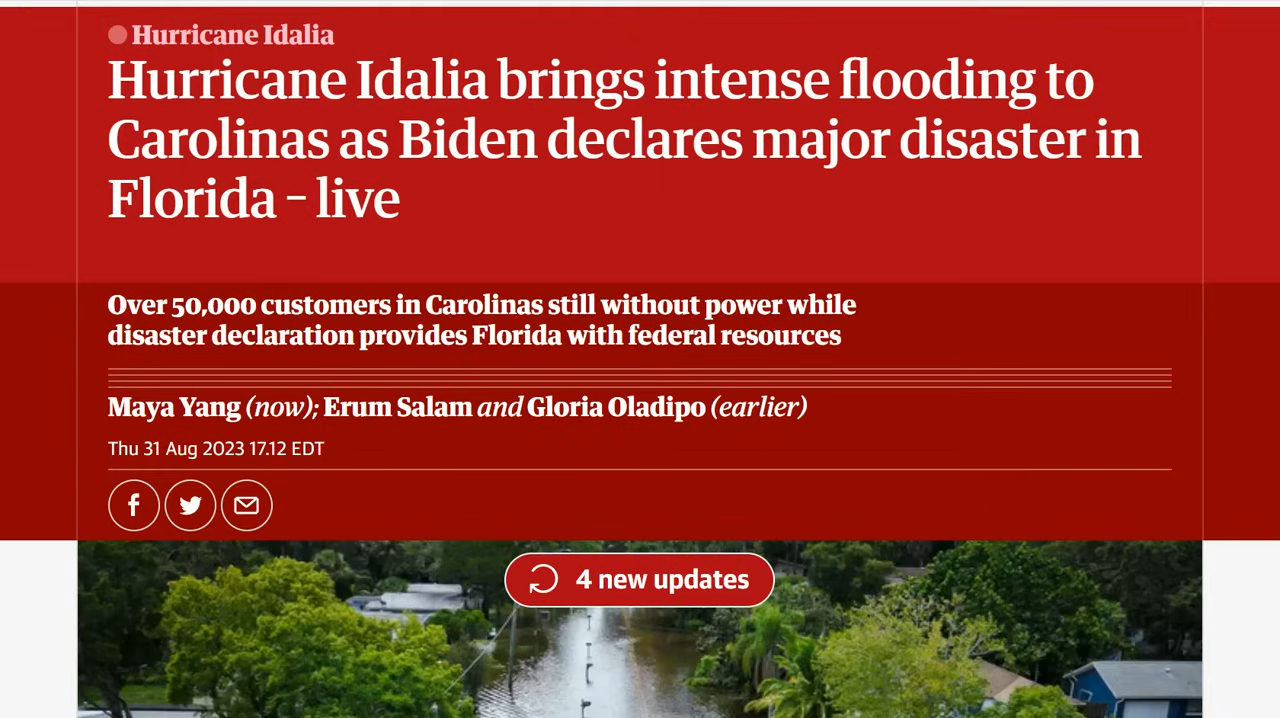 Hurricane Idalia
Hurricane Idalia brings intense flooding to
Carolinas as Biden declares major disaster in
Florida – live
Over 50,000 customers in Carolinas still without power while
disaster declaration provides Florida with federal resources
Maya Yang (now); Erum Salam and Gloria Oladipo (earlier)
Thu 31 Aug 2023 17.12 EDT
4 new updates